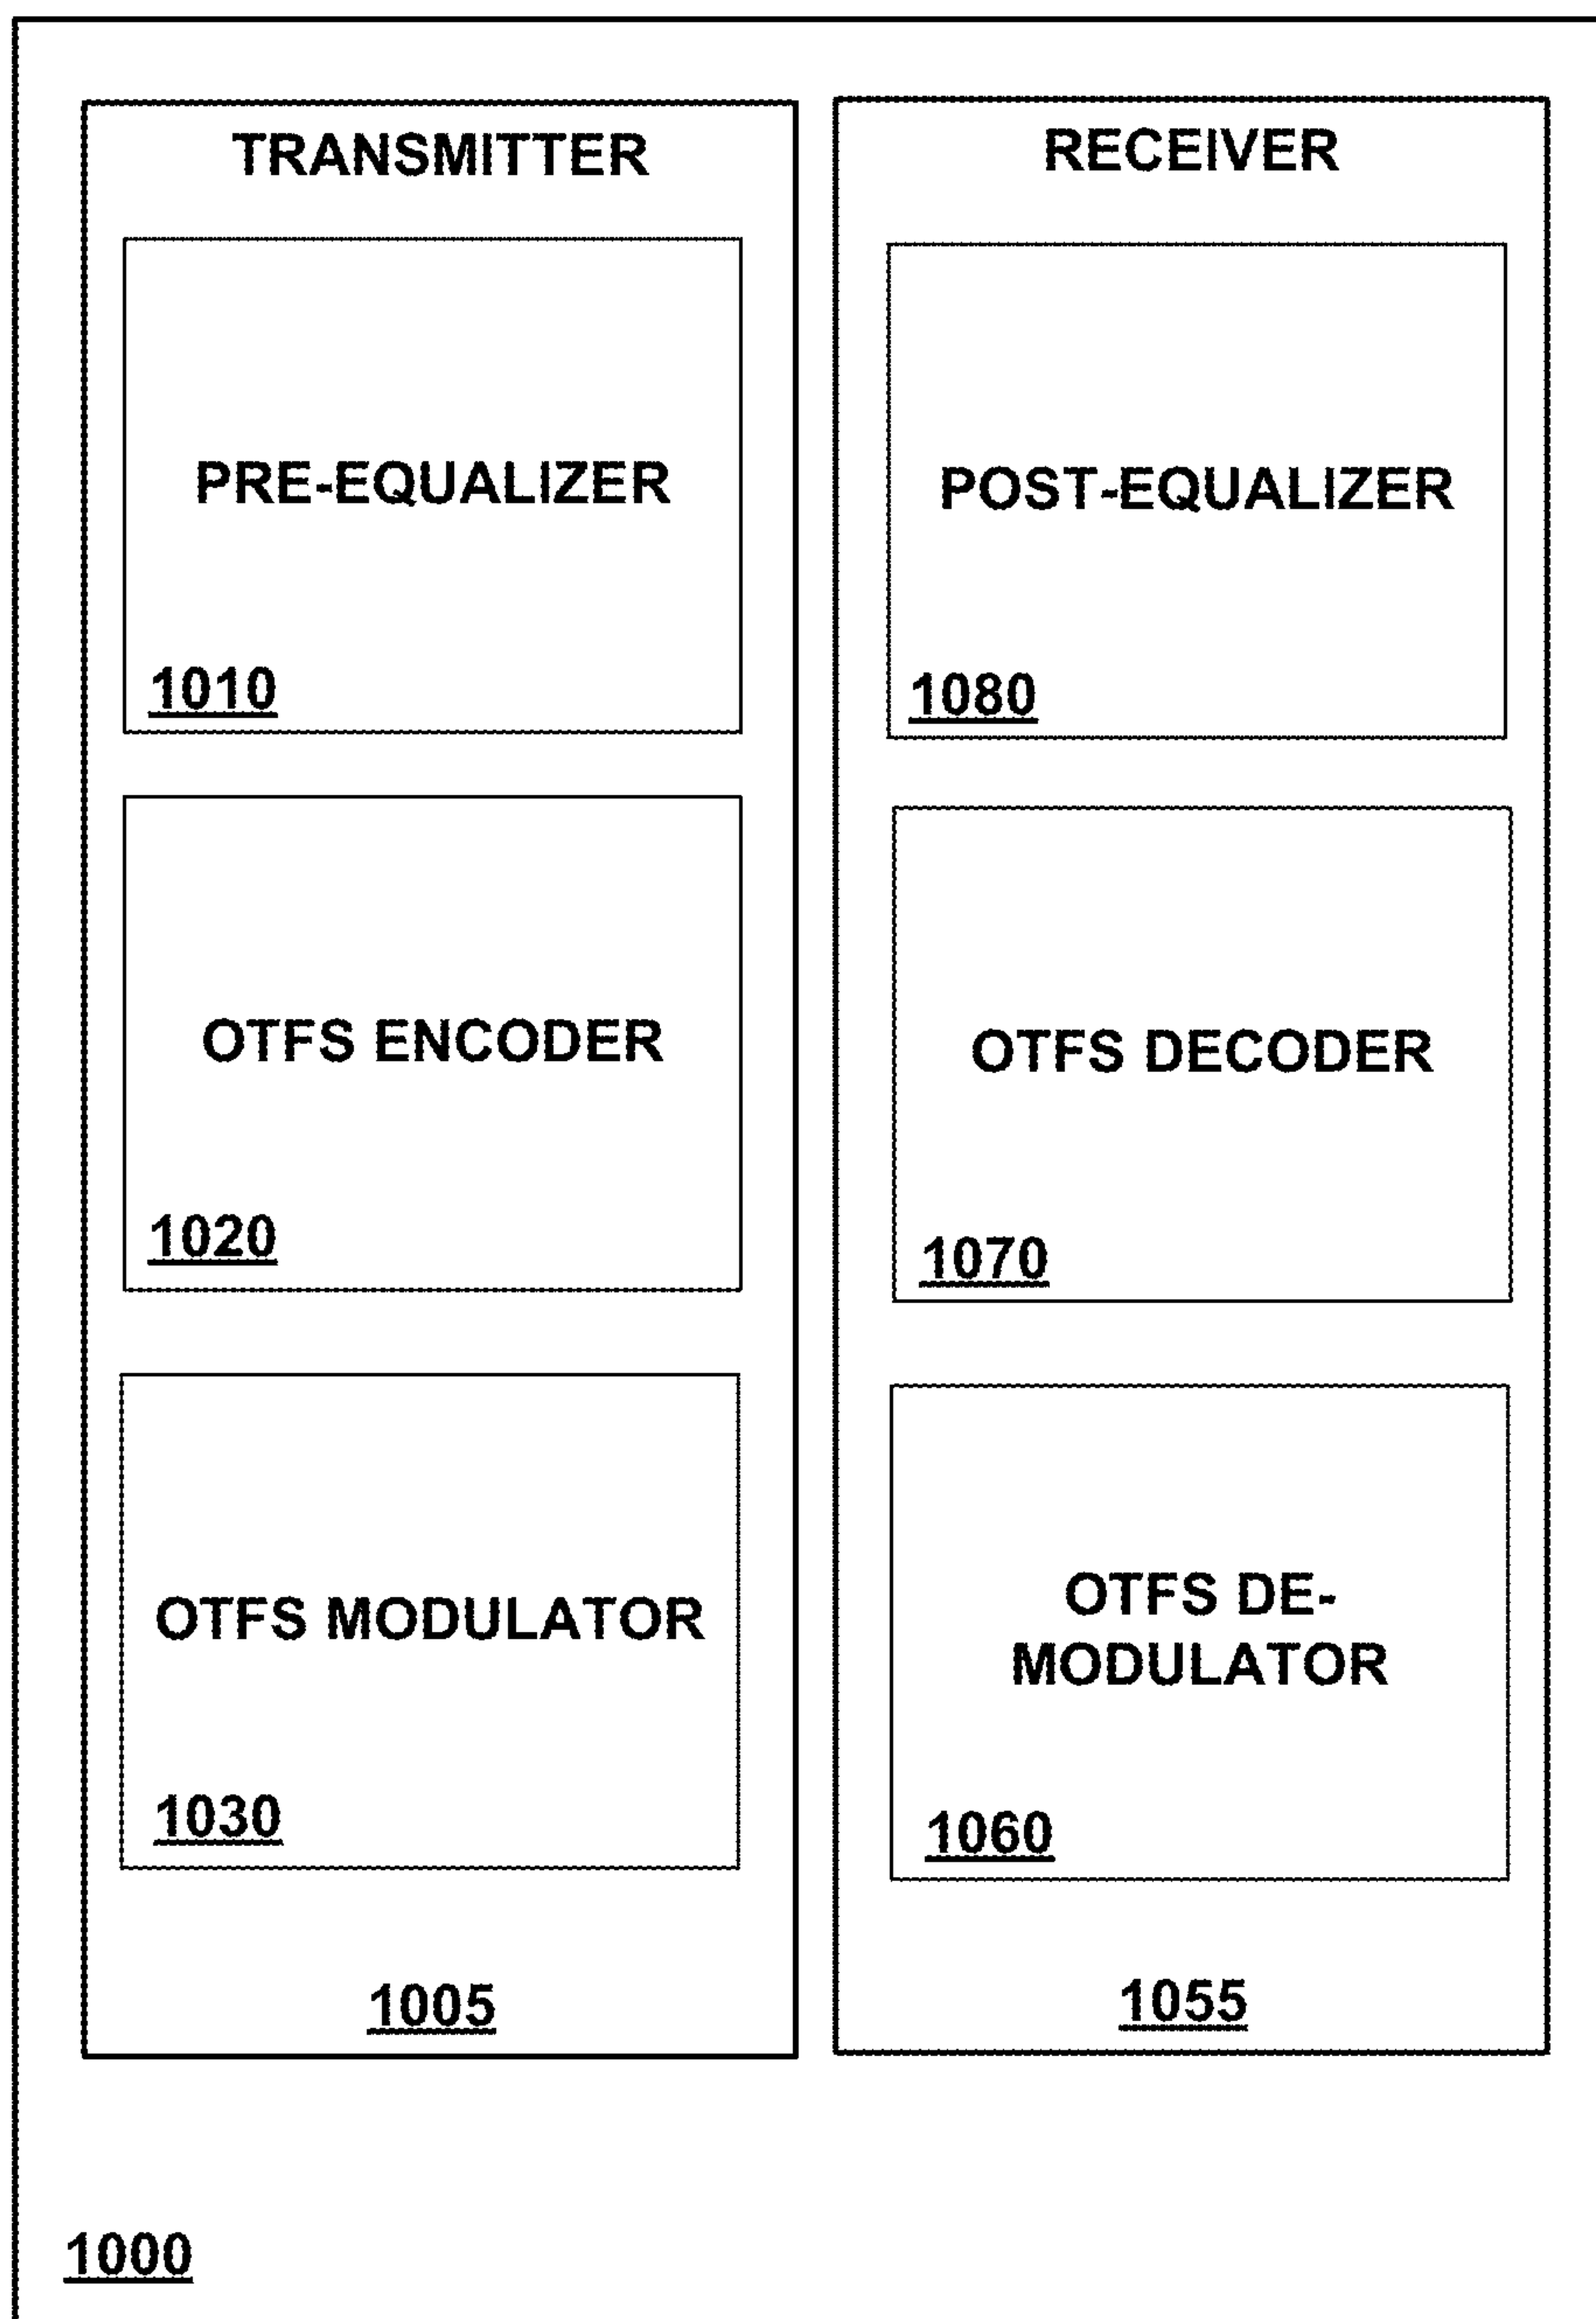 TRANSMITTER
PRE-EQUALIZER
1010
OTFS ENCODER
1020
OTFS MODULATOR
1030
1005
RECEIVER
POST-EQUALIZER
1080
OTFS DECODER
1070
OTFS DE-
MODULATOR
1060
1055
1000